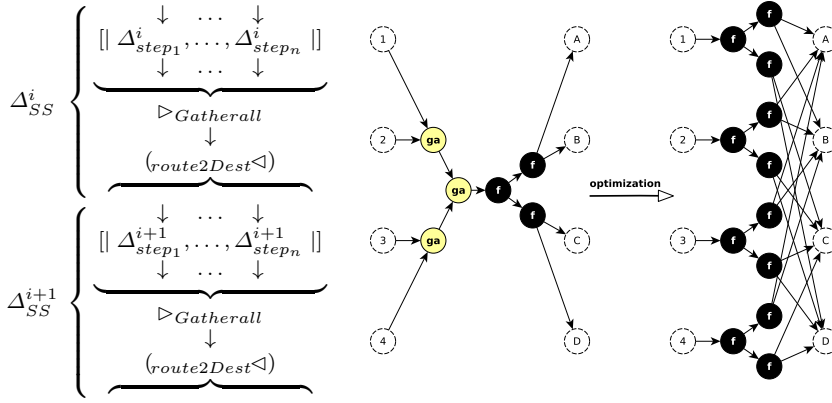 ↓ ... ↓
[| Δ^i_{step_1}, ..., Δ^i_{step_n} |]
↓ ... ↓
Δ^i_{SS}
▷_{Gatherall}
↓
(_{route2Dest}◁)
↓ ... ↓
[| Δ^{i+1}_{step_1}, ..., Δ^{i+1}_{step_n} |]
↓ ... ↓
Δ^{i+1}_{SS}
▷_{Gatherall}
↓
(_{route2Dest}◁)
1
2
3
4
ga
ga
ga
f
f
f
A
B
C
D
optimization
1
2
3
4
f
f
f
f
f
f
f
f
f
f
f
f
A
B
C
D